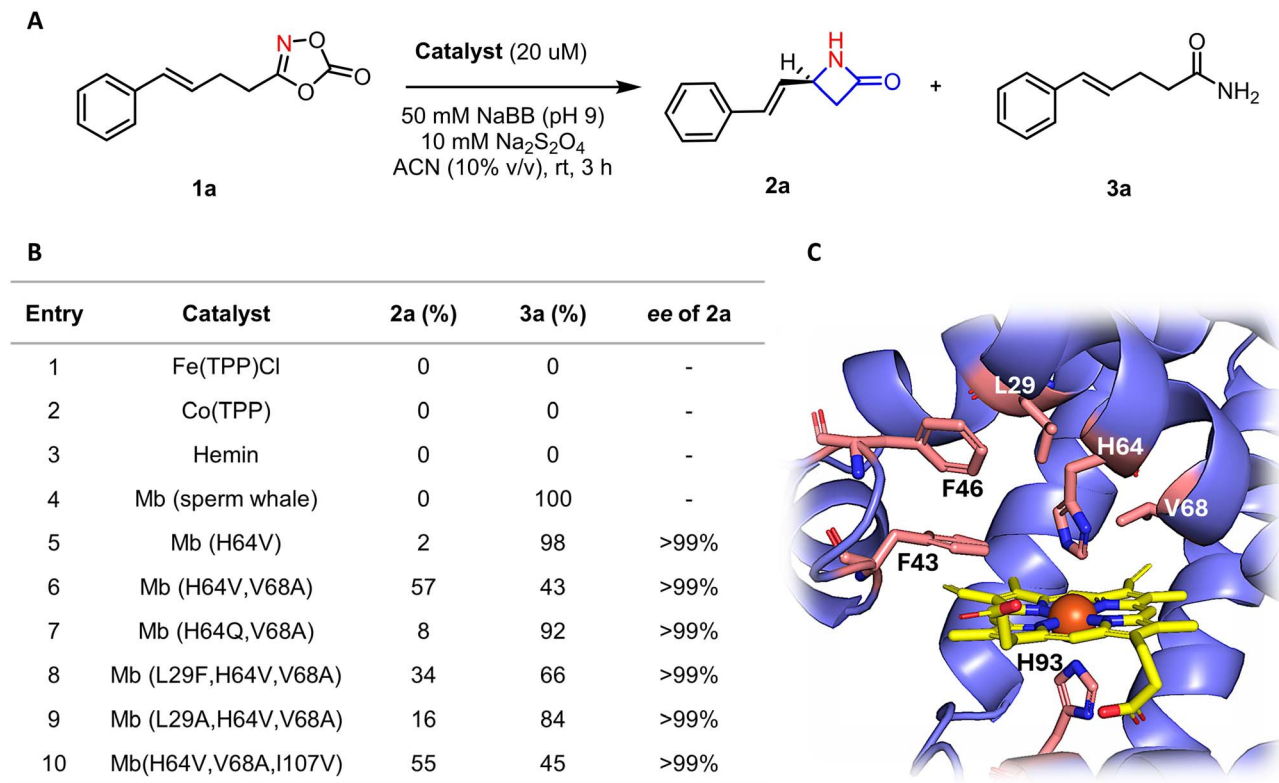 A
N
O
O
O
1a
Catalyst (20 uM)
50 mM NaBB (pH 9)
10 mM Na₂S₂O₄
ACN (10% v/v), rt, 3 h
H
H
N
O
2a
+
O
NH₂
3a
B
Entry Catalyst 2a (%) 3a (%) ee of 2a
1 Fe(TPP)Cl 0 0 -
2 Co(TPP) 0 0 -
3 Hemin 0 0 -
4 Mb (sperm whale) 0 100 -
5 Mb (H64V) 2 98 >99%
6 Mb (H64V,V68A) 57 43 >99%
7 Mb (H64Q,V68A) 8 92 >99%
8 Mb (L29F,H64V,V68A) 34 66 >99%
9 Mb (L29A,H64V,V68A) 16 84 >99%
10 Mb(H64V,V68A,I107V) 55 45 >99%
C
L29
H64
F46
V68
F43
H93